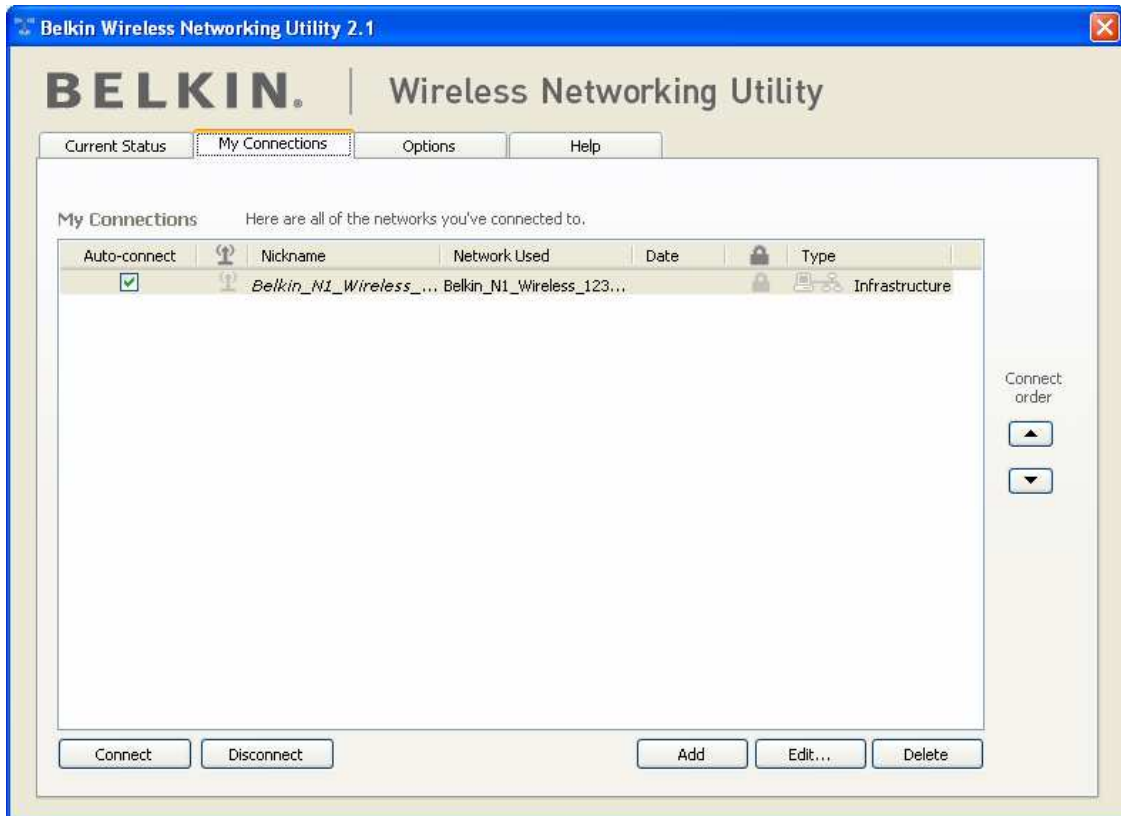 Belkin Wireless Networking Utility 2.1
BELKIN. Wireless Networking Utility
Current Status My Connections Options Help
My Connections Here are all of the networks you've connected to.
Auto-connect Nickname Network Used Date Type
Belkin_N1_Wireless_... Belkin_N1_Wireless_123... Infrastructure
Connect
order
Connect Disconnect Add Edit... Delete